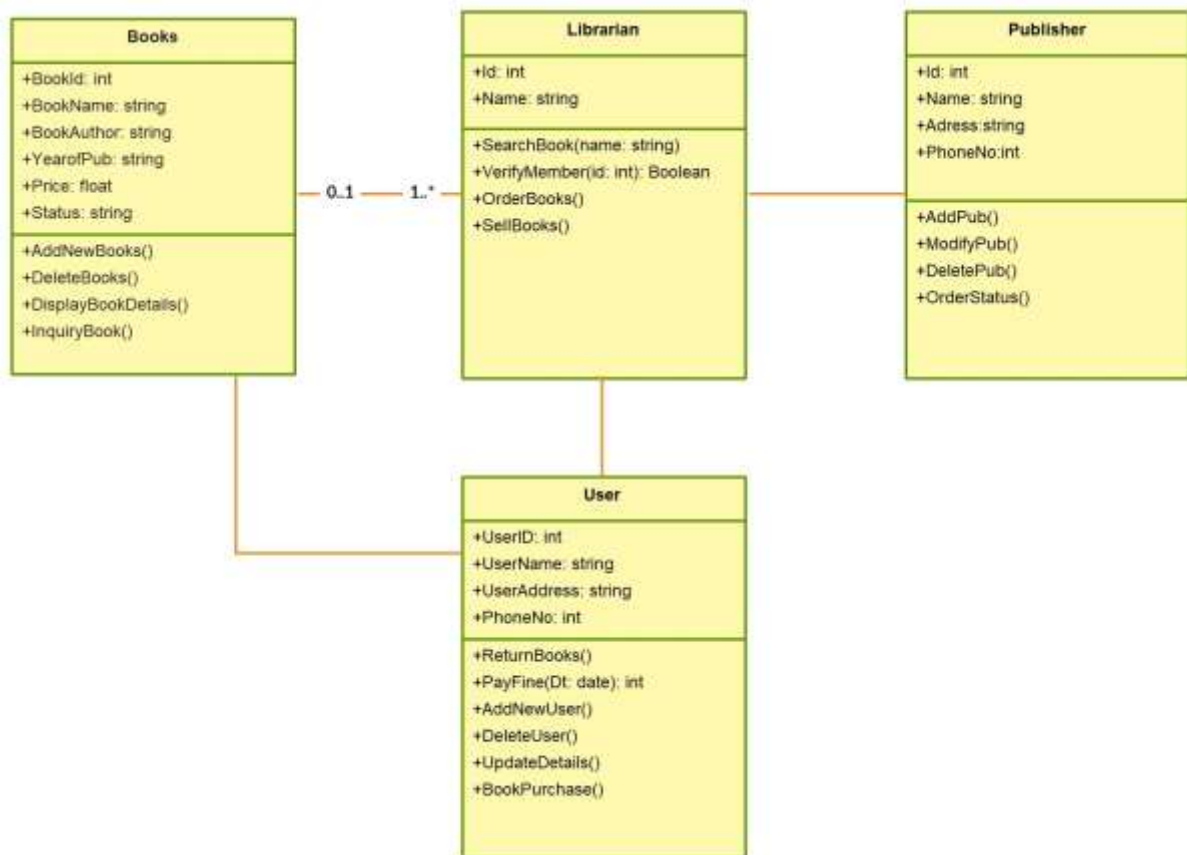 Books
+BookId: int
+BookName: string
+BookAuthor: string
+YearofPub: string
+Price: float
+Status: string
+AddNewBooks()
+DeleteBooks()
+DisplayBookDetails()
+InquiryBook()
0..1
1..*
Librarian
+Id: int
+Name: string
+SearchBook(name: string)
+VerifyMember(id: int): Boolean
+OrderBooks()
+SellBooks()
Publisher
+Id: int
+Name: string
+Adress:string
+PhoneNo:int
+AddPub()
+ModifyPub()
+DeletePub()
+OrderStatus()
User
+UserID: int
+UserName: string
+UserAddress: string
+PhoneNo: int
+ReturnBooks()
+PayFine(Dt: date): int
+AddNewUser()
+DeleteUser()
+UpdateDetails()
+BookPurchase()